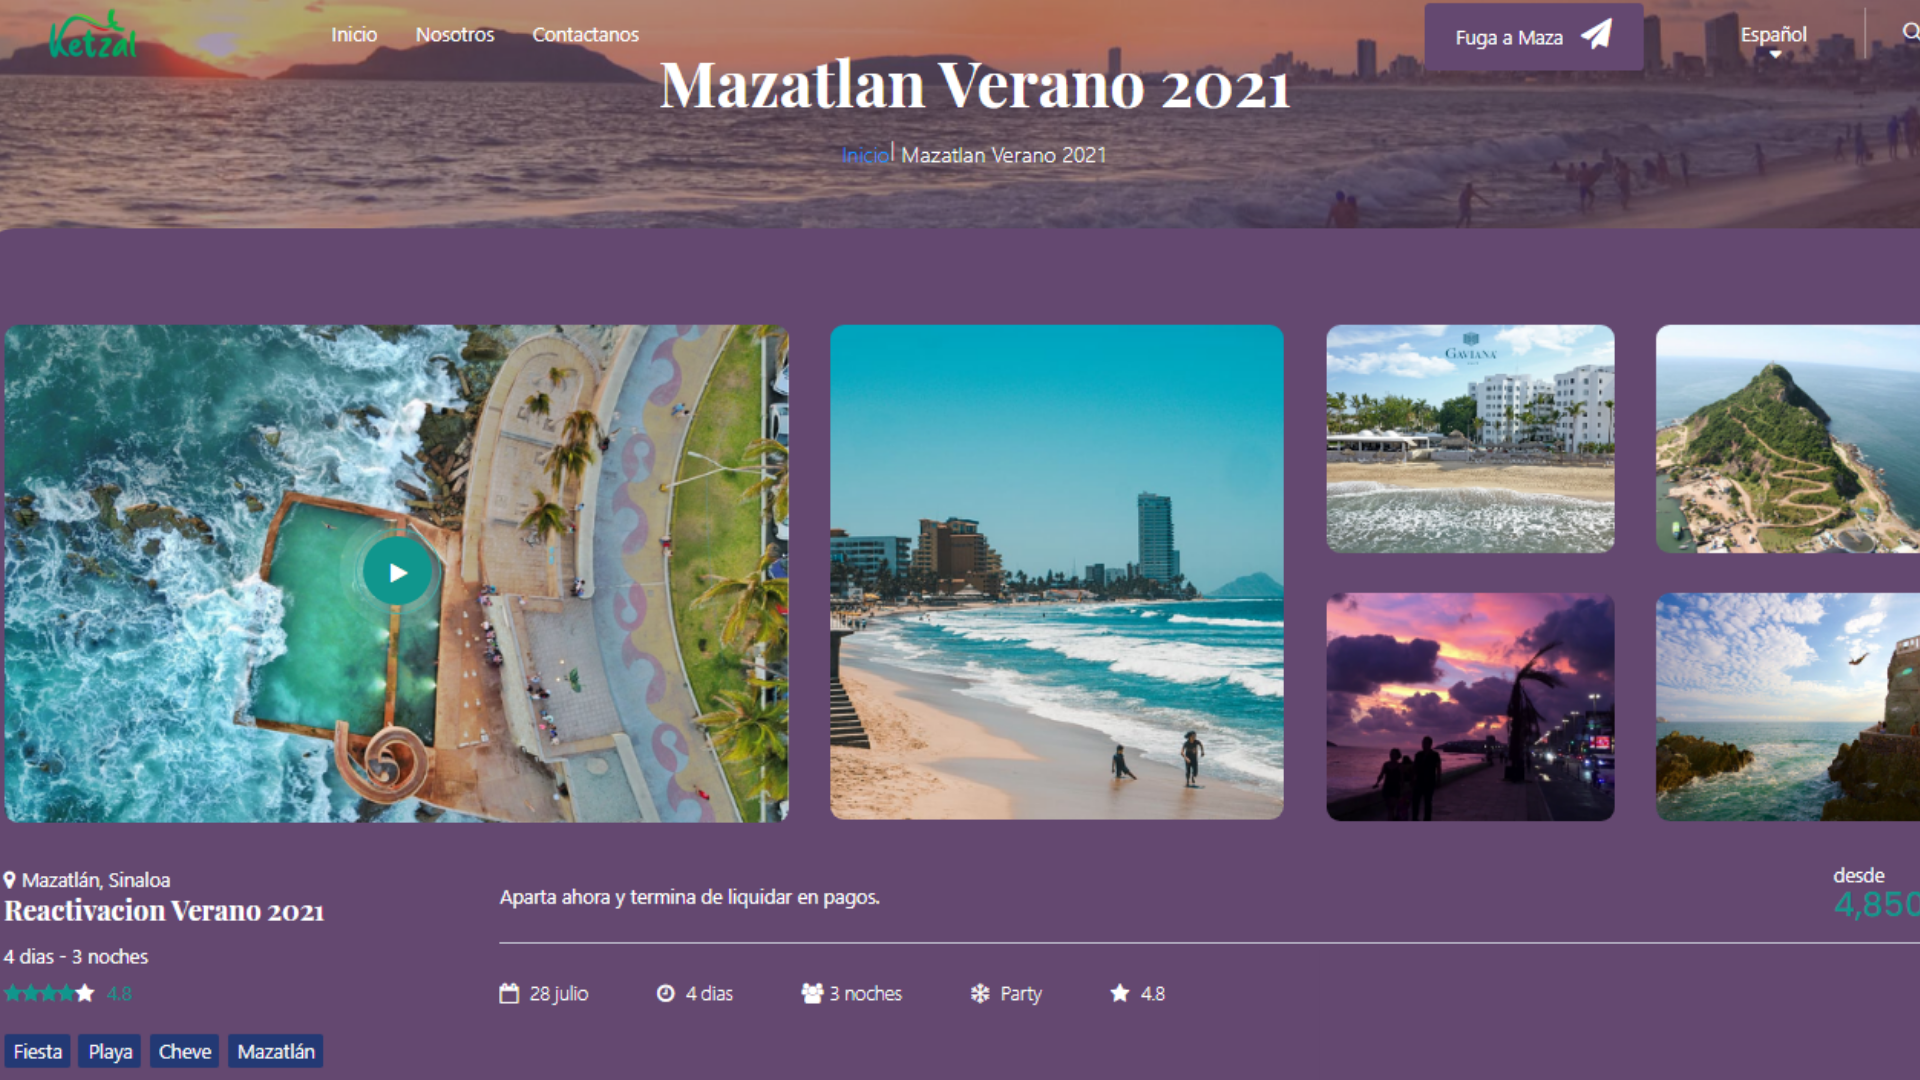 Ketzal
Inicio Nosotros Contactanos
Fuga a Maza
Español
Mazatlan Verano 2021
Inicio| Mazatlan Verano 2021
GAVIANA
Mazatlán, Sinaloa
Reactivacion Verano 2021
4 dias - 3 noches
4.8
Fiesta Playa Cheve Mazatlán
Aparta ahora y termina de liquidar en pagos.
desde
4,850
28 julio 4 dias 3 noches Party 4.8